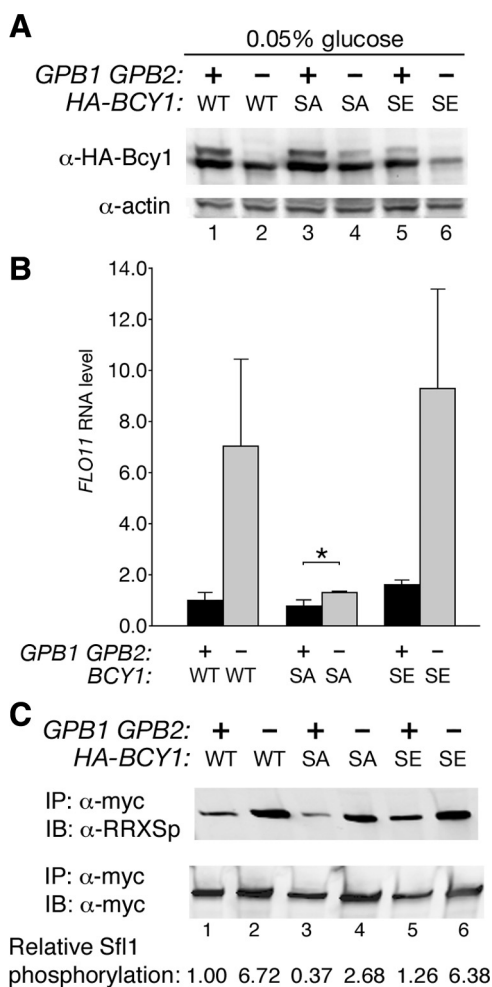 A
0.05% glucose
GPB1 GPB2: + − + − + −
HA-BCY1: WT WT SA SA SE SE
α-HA-Bcy1
α-actin
1 2 3 4 5 6
B
14.0
12.0
10.0
8.0
6.0
4.0
2.0
0.0
FLO11 RNA level
*
GPB1 GPB2: + − + − + −
BCY1: WT WT SA SA SE SE
C
GPB1 GPB2: + − + − + −
HA-BCY1: WT WT SA SA SE SE
IP: α-myc
IB: α-RRXSp
IP: α-myc
IB: α-myc
1 2 3 4 5 6
Relative Sfl1
phosphorylation: 1.00 6.72 0.37 2.68 1.26 6.38